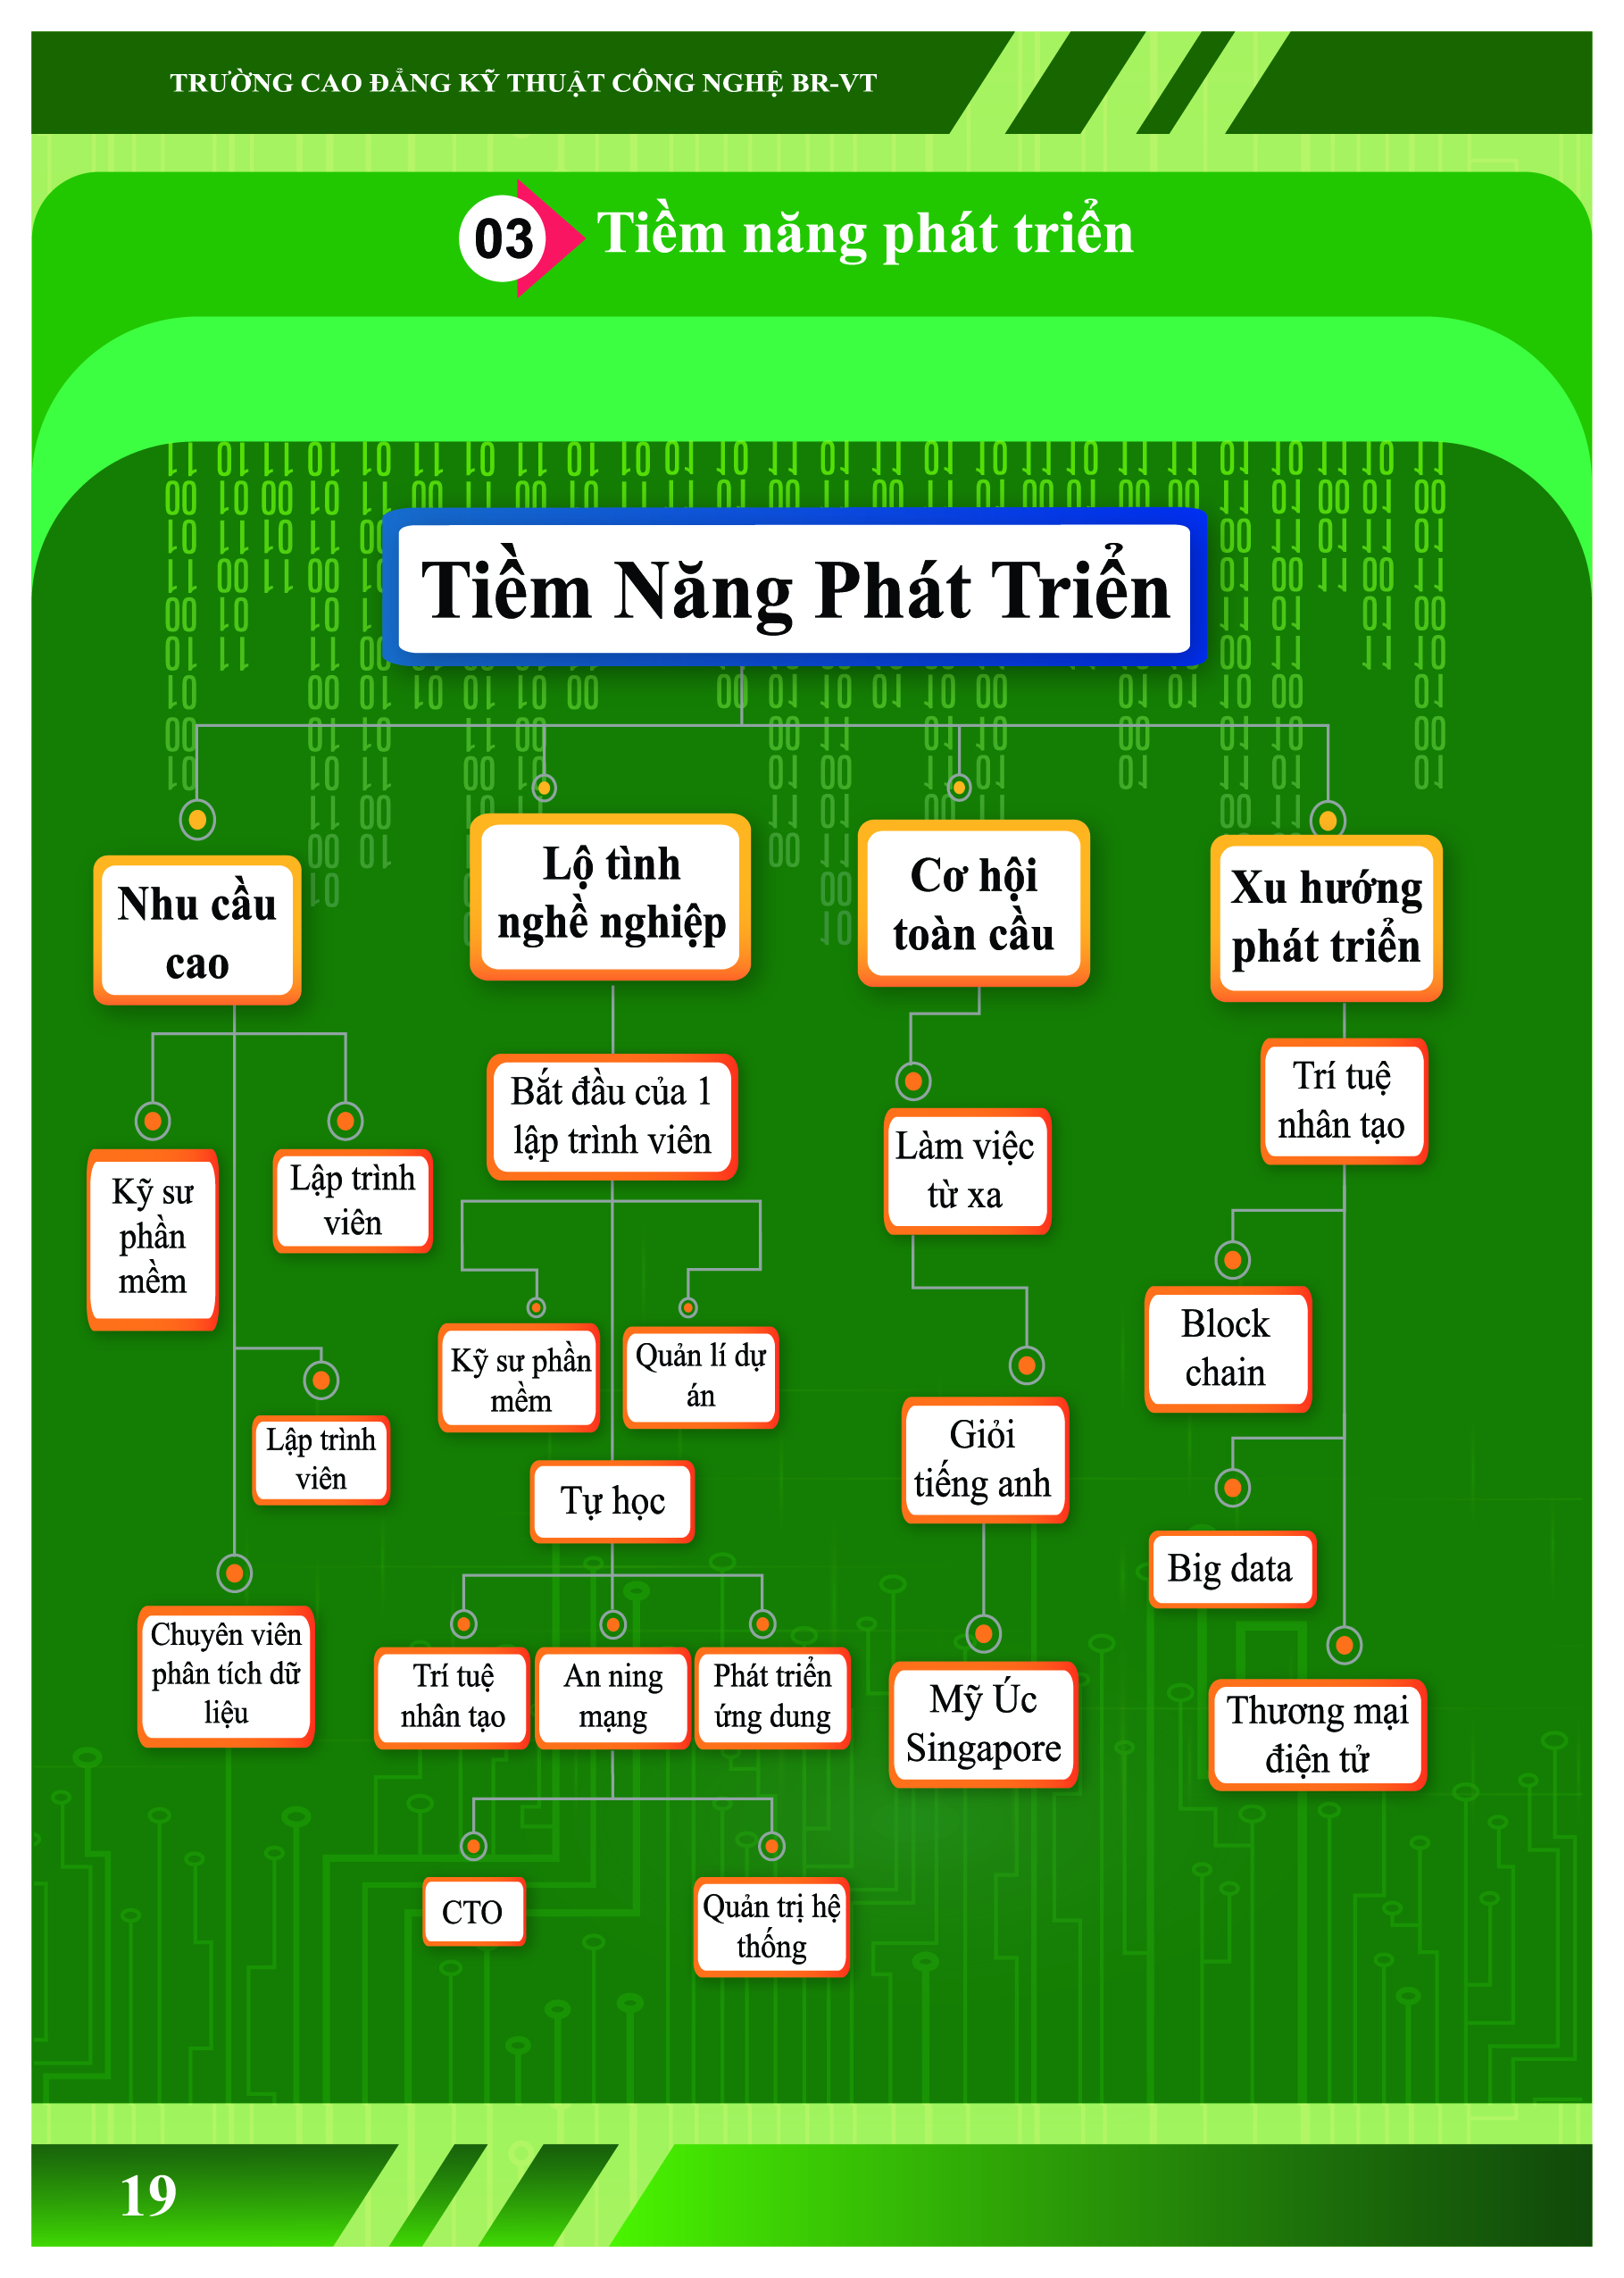 TRƯỜNG CAO ĐẲNG KỸ THUẬT CÔNG NGHỆ BR-VT
03
Tiềm năng phát triển
Tiềm Năng Phát Triển
Nhu cầu
cao
Kỹ sư
phần
mềm
Lập trình
viên
Lập trình
viên
Chuyên viên
phân tích dữ
liệu
Lộ tình
nghề nghiệp
Bắt đầu của 1
lập trình viên
Kỹ sư phần
mềm
Quản lí dự
án
Tự học
Trí tuệ
nhân tạo
An ning
mạng
Phát triển
ứng dung
CTO
Quản trị hệ
thống
Cơ hội
toàn cầu
Làm việc
từ xa
Giỏi
tiếng anh
Mỹ Úc
Singapore
Xu hướng
phát triển
Trí tuệ
nhân tạo
Block
chain
Big data
Thương mại
điện tử
19